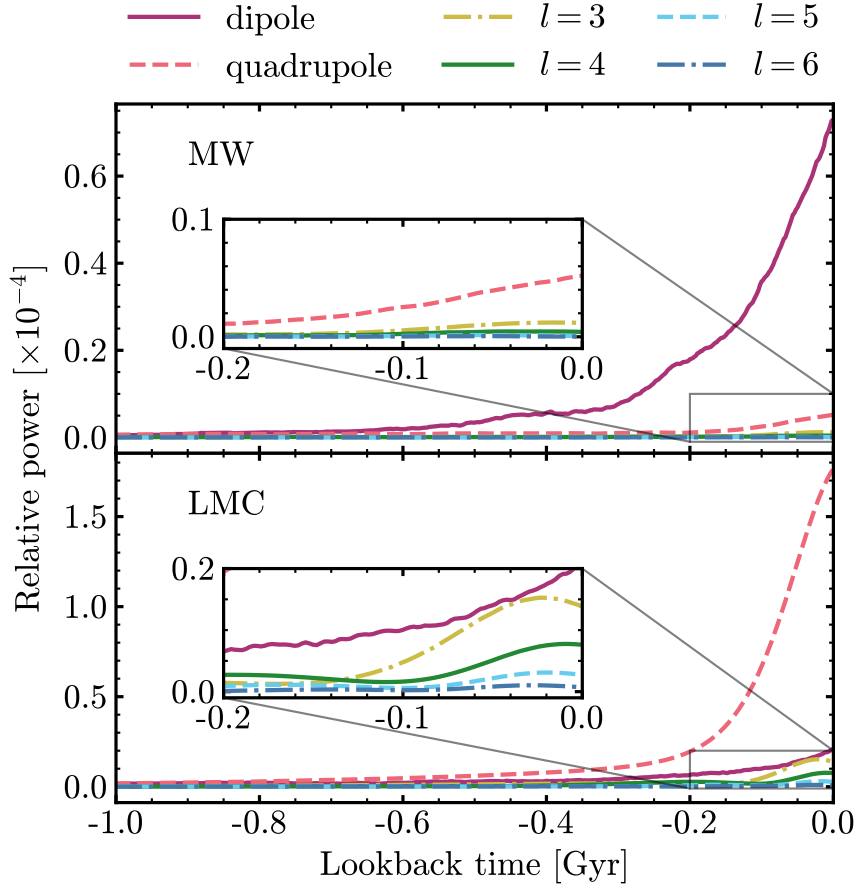 dipole
quadrupole
l = 3
l = 4
l = 5
l = 6
Relative power [×10⁻⁴]
MW
0.6
0.4
0.2
0.0
0.1
0.0
-0.2
-0.1
0.0
LMC
1.5
1.0
0.5
0.0
0.2
0.0
-0.2
-0.1
0.0
-1.0
-0.8
-0.6
-0.4
-0.2
0.0
Lookback time [Gyr]